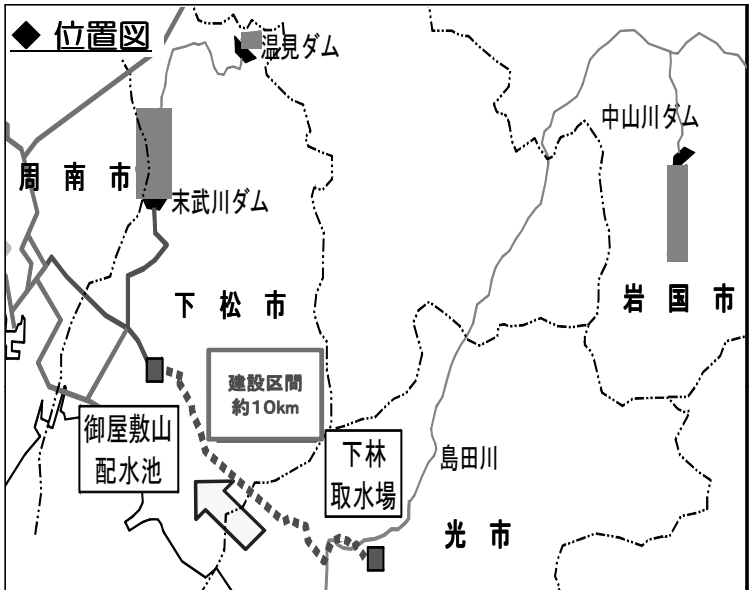 ◆ 位置図
温見ダム
中山川ダム
周南市
末武川ダム
下松市
岩国市
建設区間
約10km
御屋敷山
配水池
下林
取水場
島田川
光市